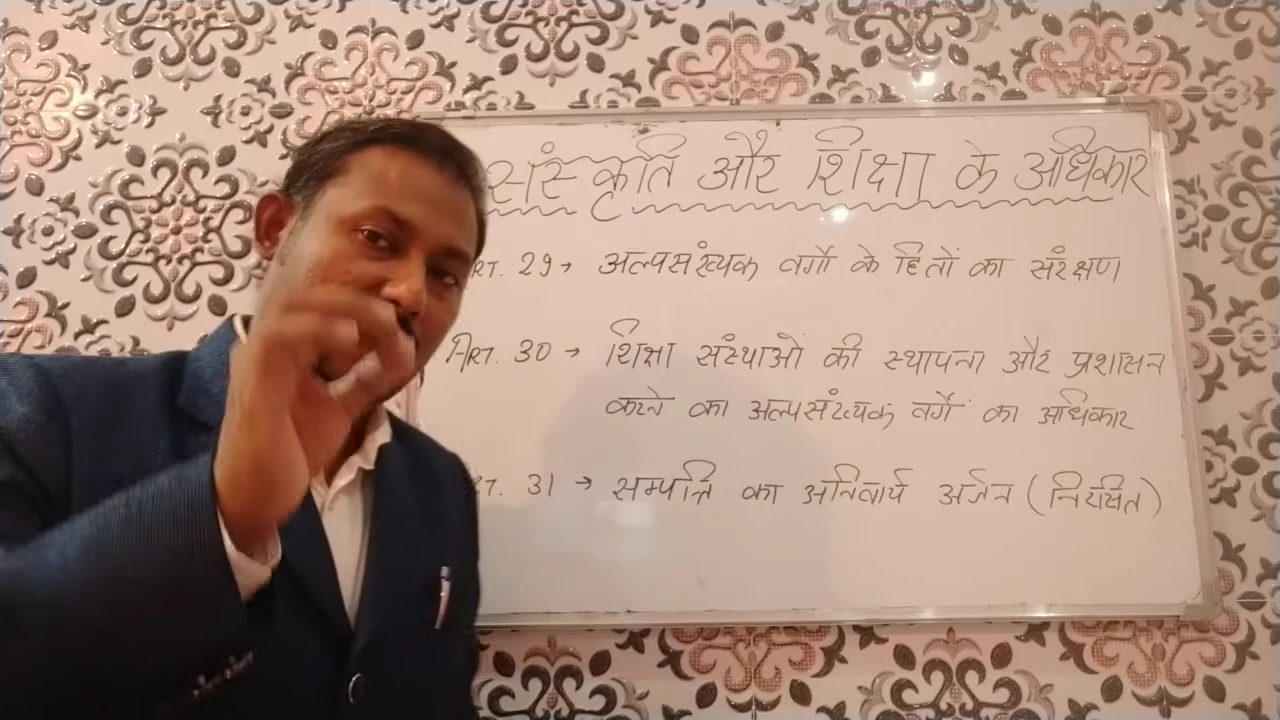 संस्कृति और शिक्षा के अधिकार
RT. 29→ अल्पसंख्यक वर्गों के हितों का संरक्षण
ART. 30 → शिक्षा संस्थाओं की स्थापना और प्रशासन
करने का अल्पसंख्यक वर्गों का अधिकार
RT. 31 → सम्पत्ति का अनिवार्य अर्जन (निरसित)